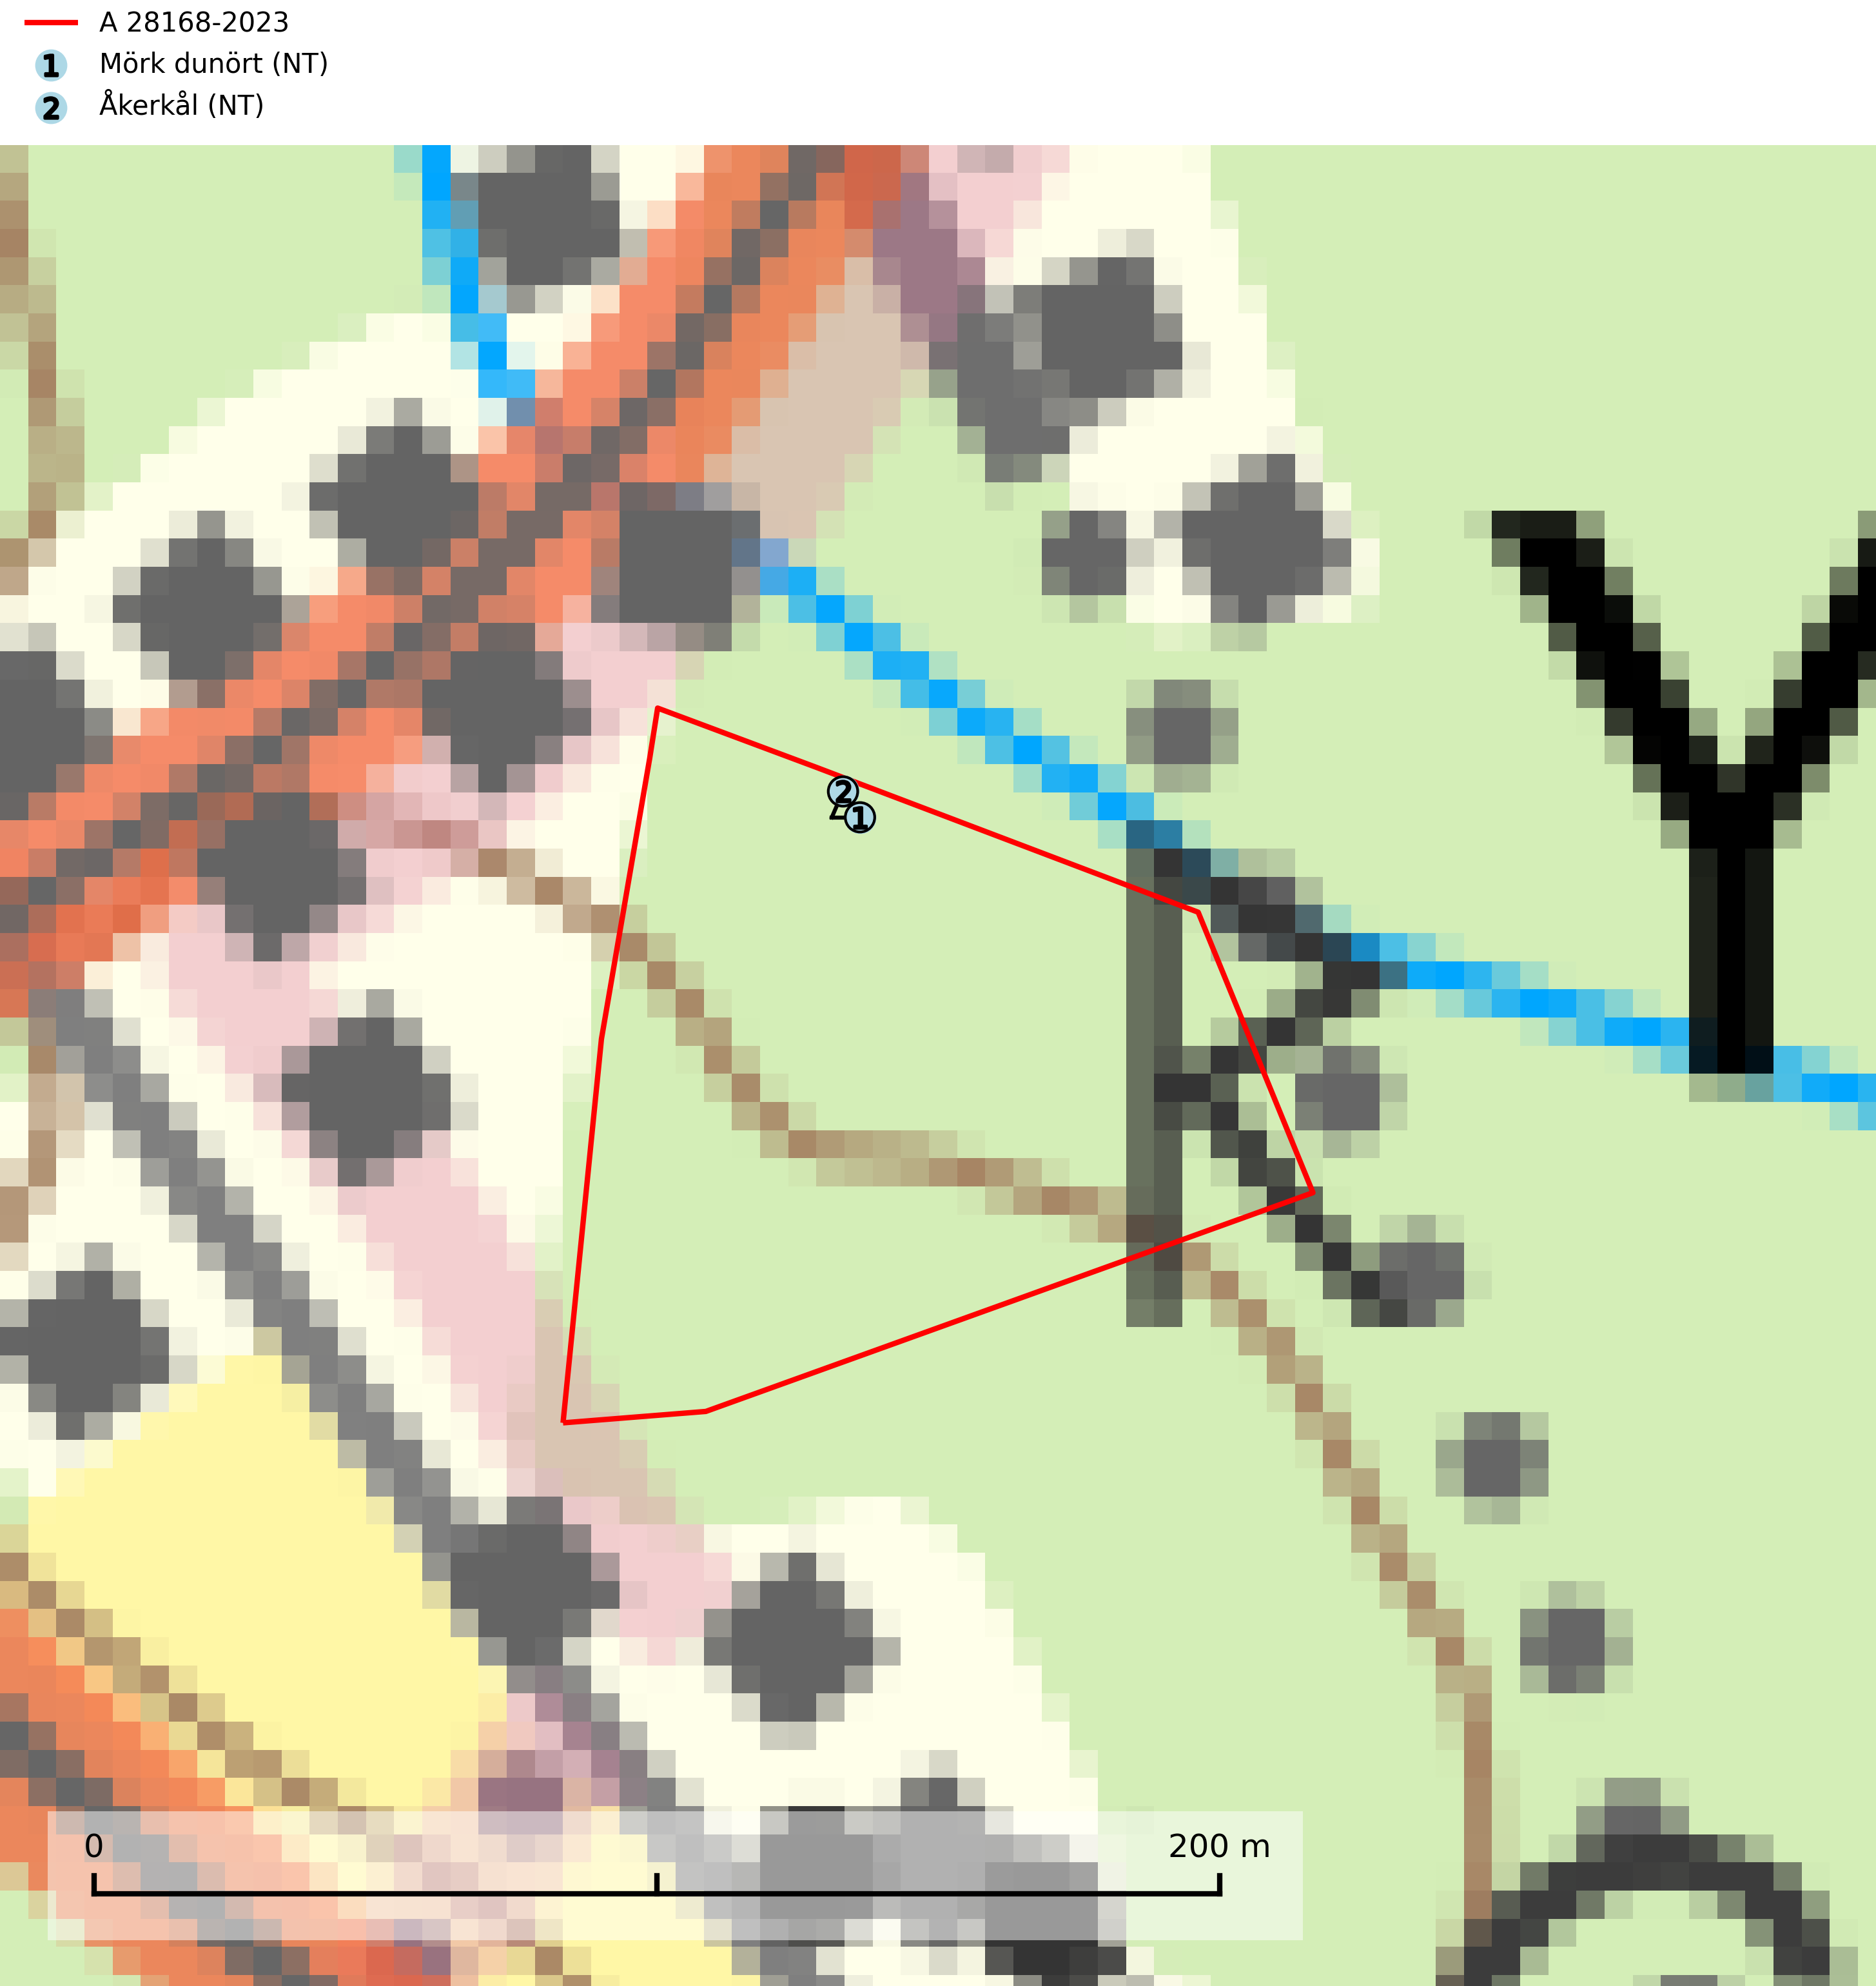 A 28168-2023
1 Mörk dunört (NT)
2 Åkerkål (NT)
2
1
0 200 m